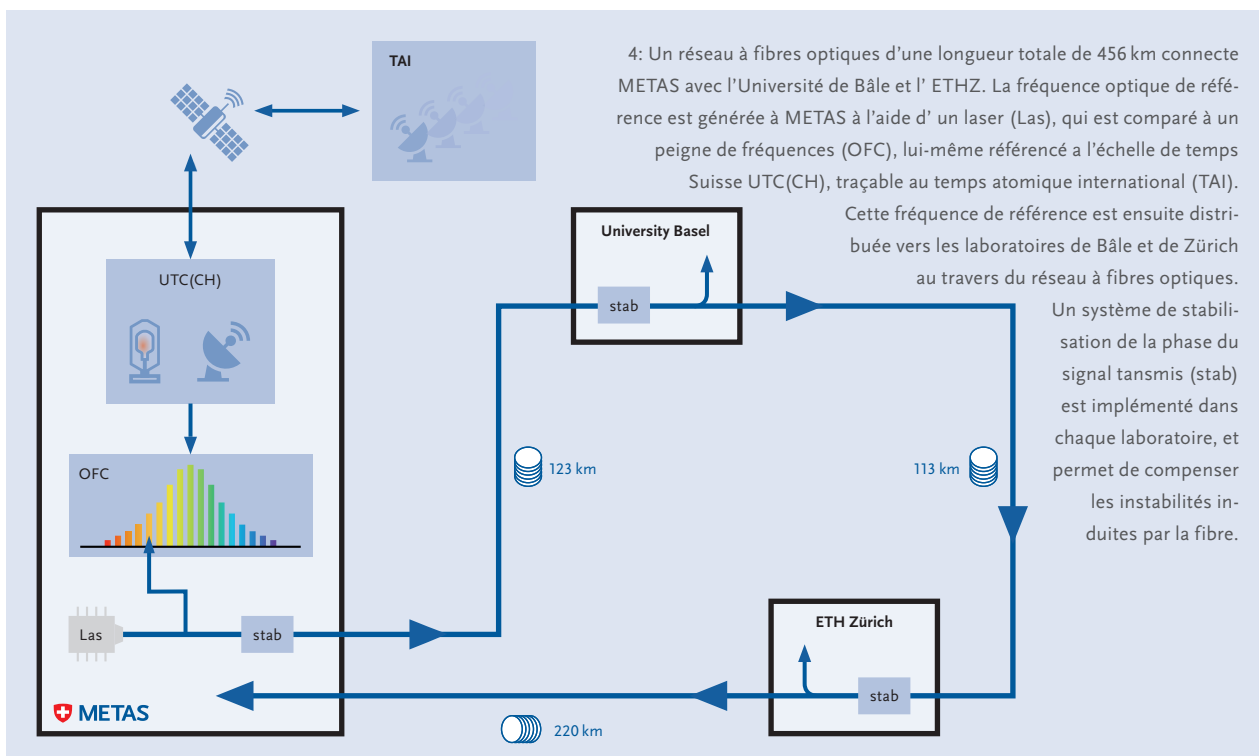 TAI
4: Un réseau à fibres optiques d’une longueur totale de 456 km connecte
METAS avec l’Université de Bâle et l’ ETHZ. La fréquence optique de réfé-
rence est générée à METAS à l’aide d’ un laser (Las), qui est comparé à un
peigne de fréquences (OFC), lui-même référencé a l’échelle de temps
Suisse UTC(CH), traçable au temps atomique international (TAI).
Cette fréquence de référence est ensuite distri-
buée vers les laboratoires de Bâle et de Zürich
au travers du réseau à fibres optiques.
Un système de stabili-
sation de la phase du
signal tansmis (stab)
est implémenté dans
chaque laboratoire, et
permet de compenser
les instabilités in-
duites par la fibre.
University Basel
stab
UTC(CH)
OFC
123 km
113 km
Las
stab
ETH Zürich
stab
METAS
220 km